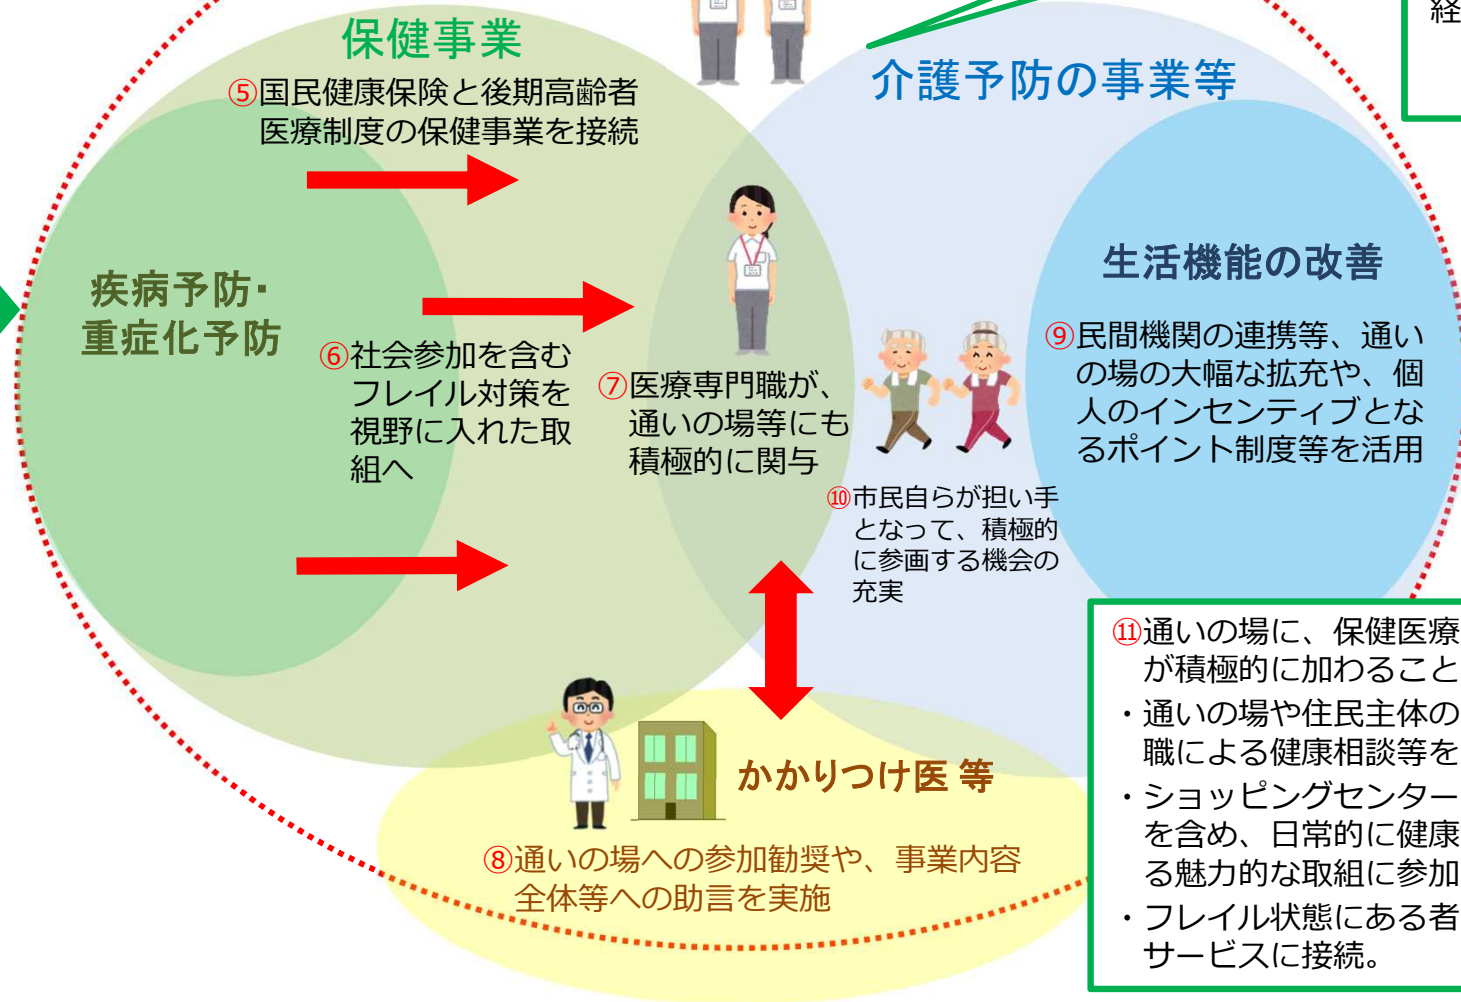 経
保健事業
⑤国民健康保険と後期高齢者
医療制度の保健事業を接続
介護予防の事業等
疾病予防・
重症化予防
⑥社会参加を含む
フレイル対策を
視野に入れた取
組へ
⑦医療専門職が、
通いの場等にも
積極的に関与
生活機能の改善
⑨民間機関の連携等、通い
の場の大幅な拡充や、個
人のインセンティブとな
るポイント制度等を活用
⑩市民自らが担い手
となって、積極的
に参画する機会の
充実
かかりつけ医 等
⑧通いの場への参加勧奨や、事業内容
全体等への助言を実施
⑪通いの場に、保健医療
が積極的に加わること
・通いの場や住民主体の
職による健康相談等を
・ショッピングセンター
を含め、日常的に健康
る魅力的な取組に参加
・フレイル状態にある者
サービスに接続。